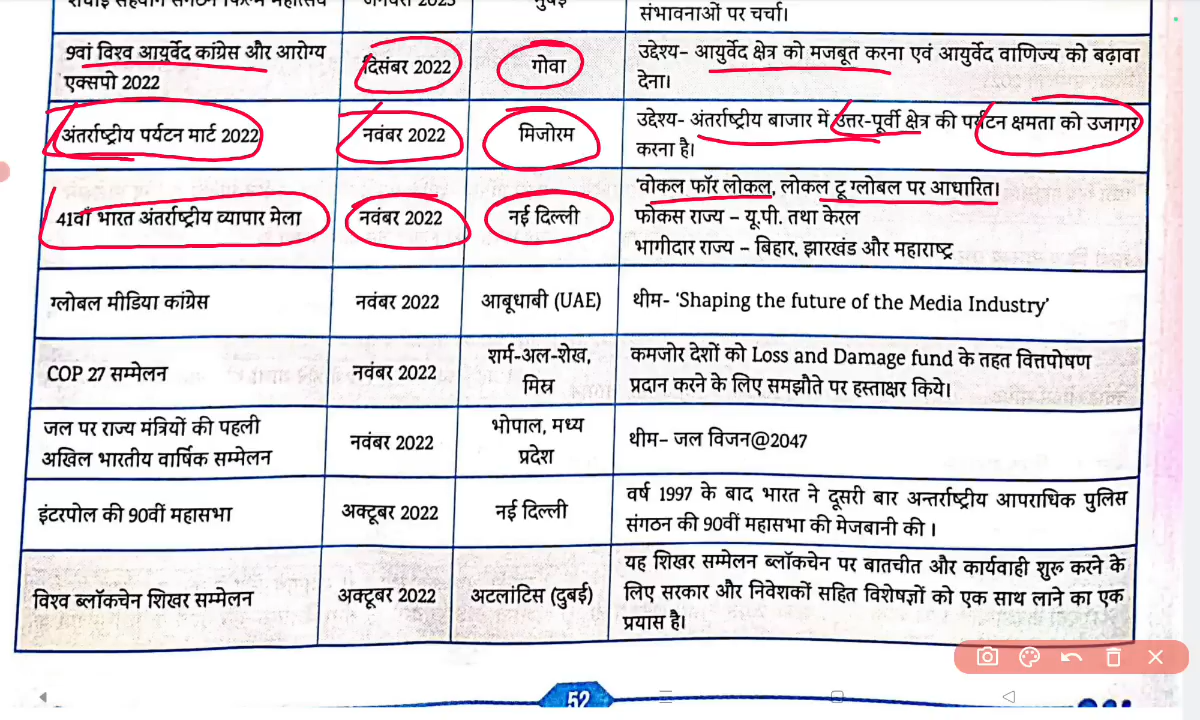 शंघाई सहयोग संगठन फिल्म महोत्सव जनवरी 2023 मुंबई
संभावनाओं पर चर्चा।
9वां विश्व आयुर्वेद कांग्रेस और आरोग्य
एक्सपो 2022
दिसंबर 2022
गोवा
उद्देश्य- आयुर्वेद क्षेत्र को मजबूत करना एवं आयुर्वेद वाणिज्य को बढ़ावा
देना।
अंतर्राष्ट्रीय पर्यटन मार्ट 2022
नवंबर 2022
मिजोरम
उद्देश्य- अंतर्राष्ट्रीय बाजार में उत्तर-पूर्वी क्षेत्र की पर्यटन क्षमता को उजागर
करना है।
41वां भारत अंतर्राष्ट्रीय व्यापार मेला
नवंबर 2022
नई दिल्ली
'वोकल फॉर लोकल, लोकल टू ग्लोबल पर आधारित।
फोकस राज्य – यू.पी. तथा केरल
भागीदार राज्य – बिहार, झारखंड और महाराष्ट्र
ग्लोबल मीडिया कांग्रेस
नवंबर 2022
आबूधाबी (UAE)
थीम- ‘Shaping the future of the Media Industry’
COP 27 सम्मेलन
नवंबर 2022
शर्म-अल-शेख,
मिस्र
कमजोर देशों को Loss and Damage fund के तहत वित्तपोषण
प्रदान करने के लिए समझौते पर हस्ताक्षर किये।
जल पर राज्य मंत्रियों की पहली
अखिल भारतीय वार्षिक सम्मेलन
नवंबर 2022
भोपाल, मध्य
प्रदेश
थीम- जल विजन@2047
इंटरपोल की 90वीं महासभा
अक्टूबर 2022
नई दिल्ली
वर्ष 1997 के बाद भारत ने दूसरी बार अन्तर्राष्ट्रीय आपराधिक पुलिस
संगठन की 90वीं महासभा की मेजबानी की ।
विश्व ब्लॉकचेन शिखर सम्मेलन
अक्टूबर 2022
अटलांटिस (दुबई)
यह शिखर सम्मेलन ब्लॉकचेन पर बातचीत और कार्यवाही शुरू करने के
लिए सरकार और निवेशकों सहित विशेषज्ञों को एक साथ लाने का एक
प्रयास है।
52